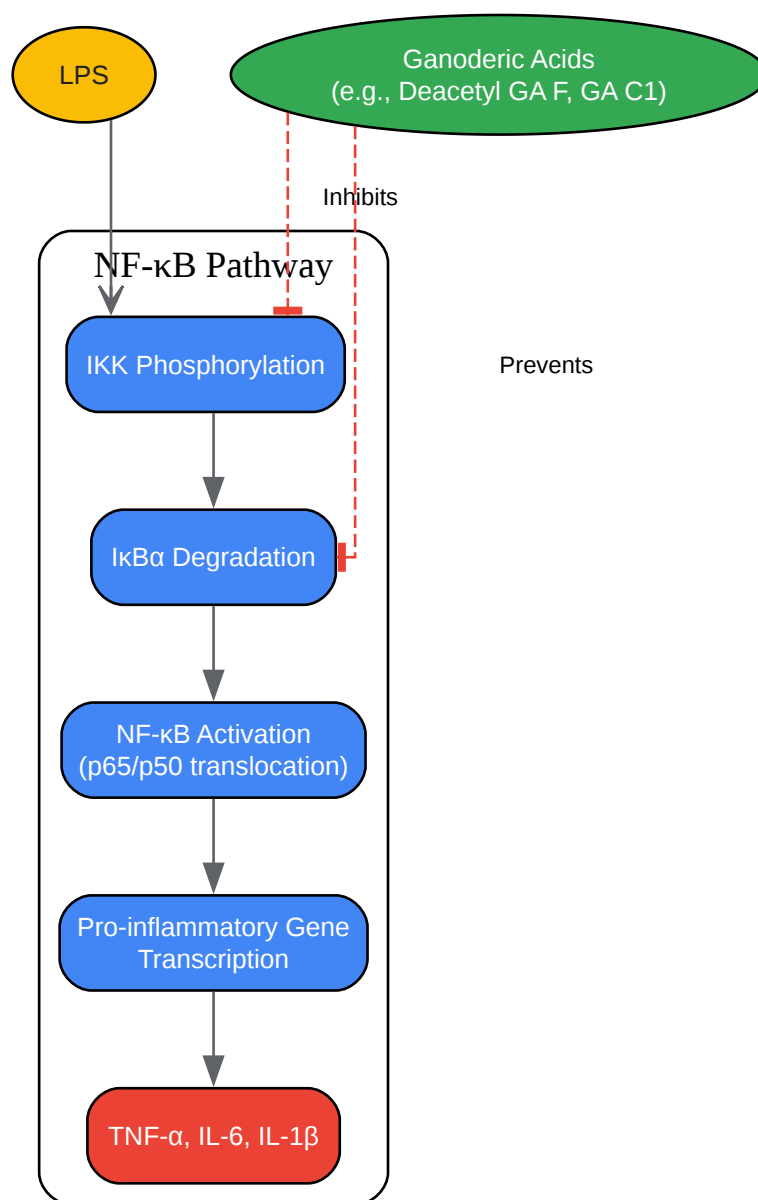 LPS
Ganoderic Acids
(e.g., Deacetyl GA F, GA C1)
Inhibits
NF-κB Pathway
IKK Phosphorylation
Prevents
IκBα Degradation
NF-κB Activation
(p65/p50 translocation)
Pro-inflammatory Gene
Transcription
TNF-α, IL-6, IL-1β